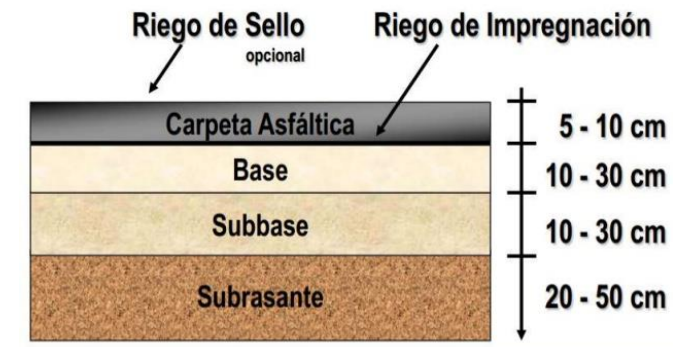 Riego de Sello
opcional
Riego de Impregnación
Carpeta Asfáltica
5 - 10 cm
Base
10 - 30 cm
Subbase
10 - 30 cm
Subrasante
20 - 50 cm